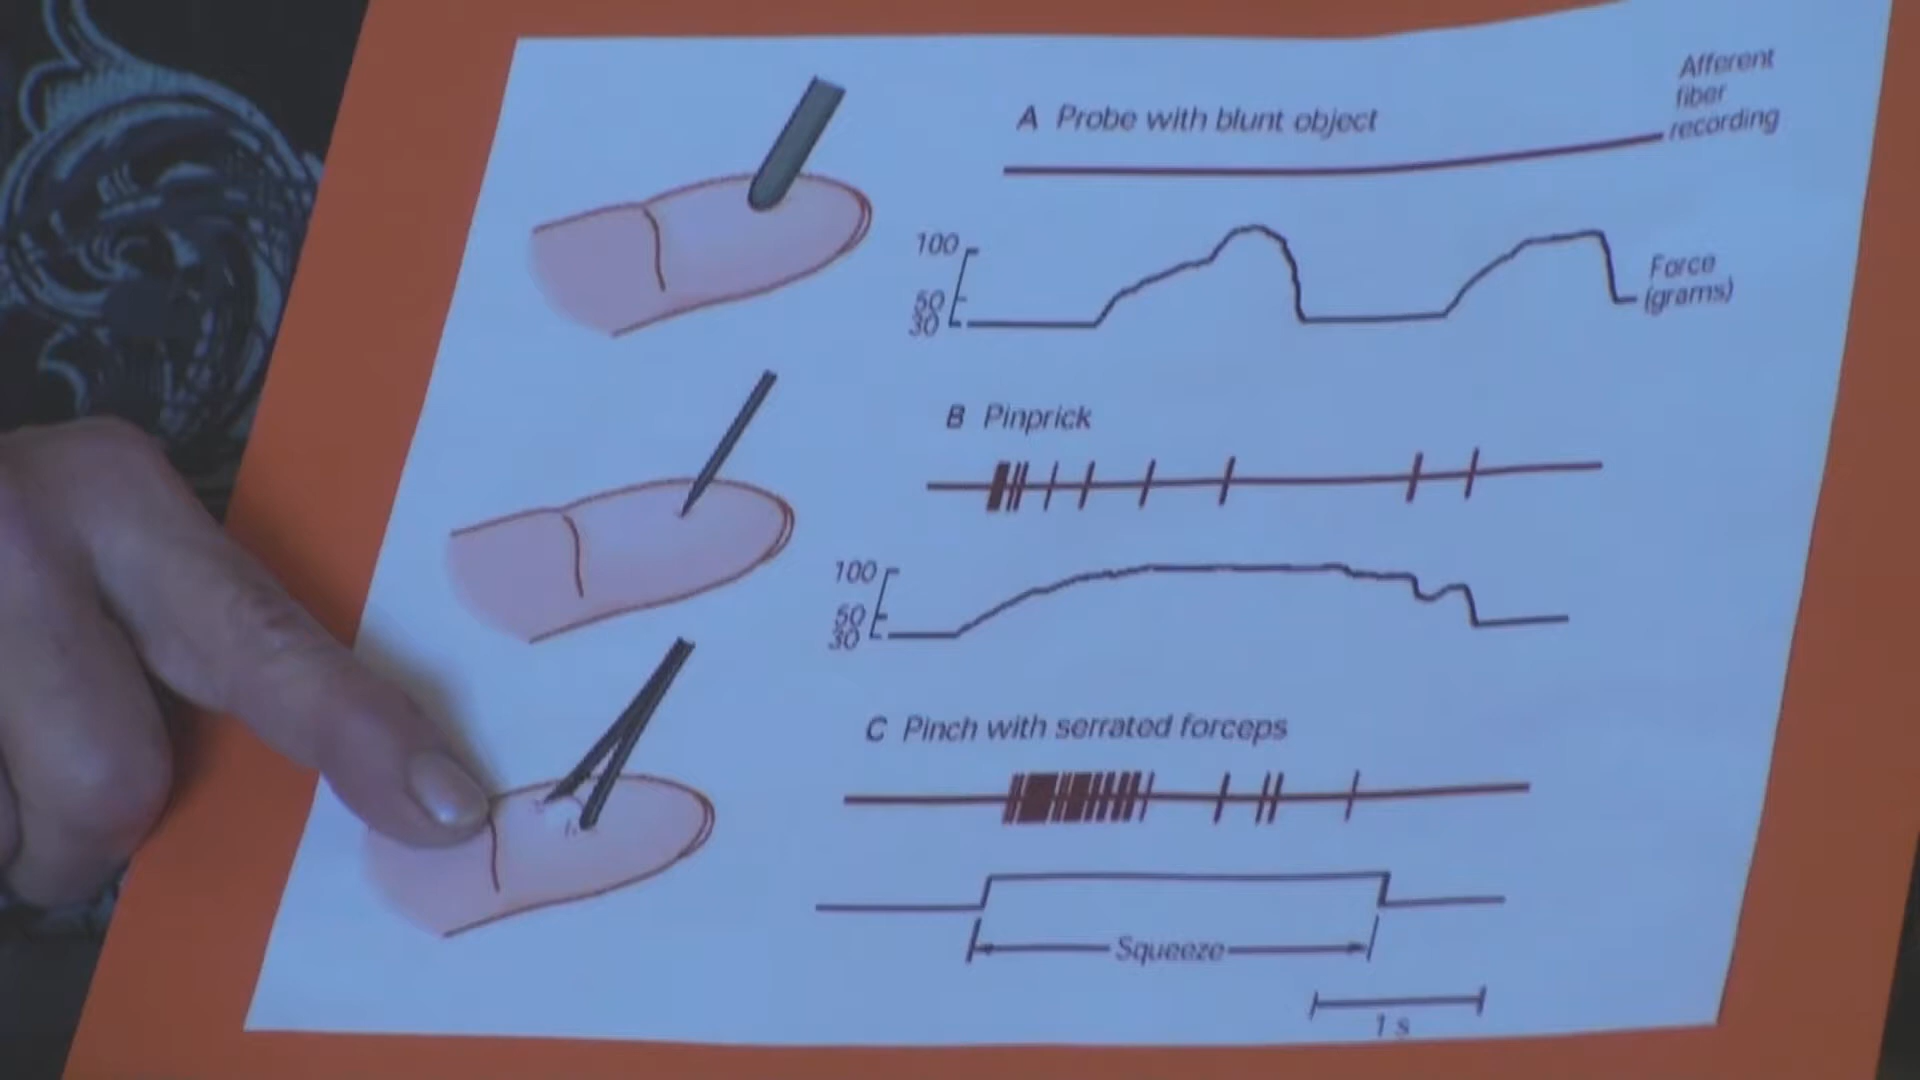 A Probe with blunt object
Afferent
fiber
recording
100
50
30
Force
(grams)
B Pinprick
100
50
30
C Pinch with serrated forceps
Squeeze
1 s